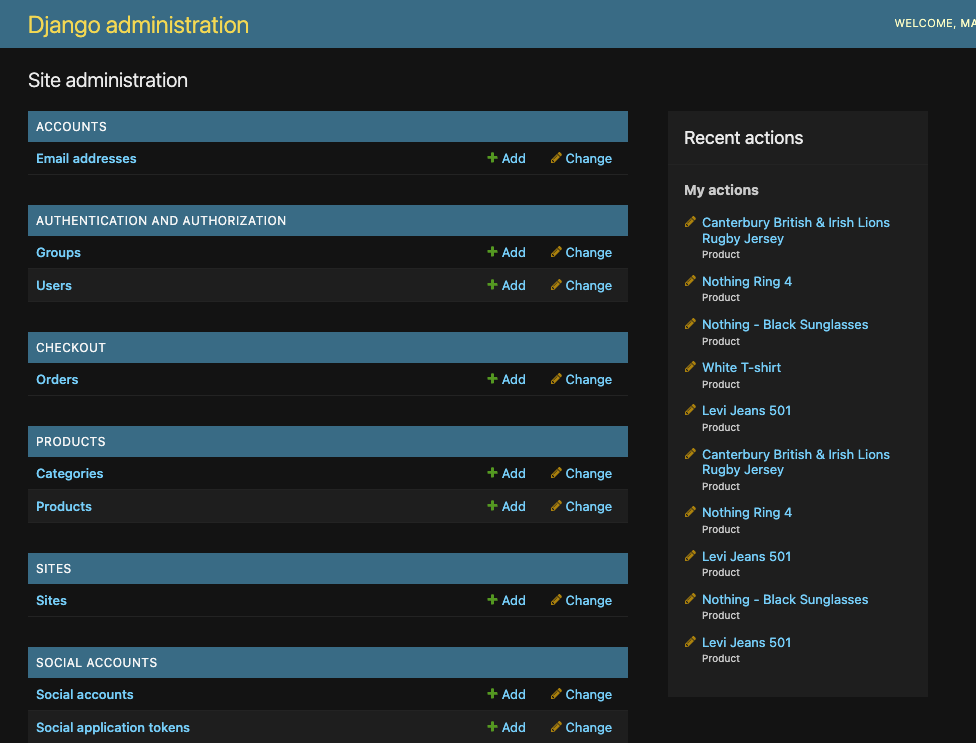 Django administration
WELCOME,
Site administration
ACCOUNTS
Email addresses Add Change
AUTHENTICATION AND AUTHORIZATION
Groups Add Change
Users Add Change
CHECKOUT
Orders Add Change
PRODUCTS
Categories Add Change
Products Add Change
SITES
Sites Add Change
SOCIAL ACCOUNTS
Social accounts Add Change
Social application tokens Add Change
Recent actions
My actions
Canterbury British & Irish Lions
Rugby Jersey
Product
Nothing Ring 4
Product
Nothing - Black Sunglasses
Product
White T-shirt
Product
Levi Jeans 501
Product
Canterbury British & Irish Lions
Rugby Jersey
Product
Nothing Ring 4
Product
Levi Jeans 501
Product
Nothing - Black Sunglasses
Product
Levi Jeans 501
Product